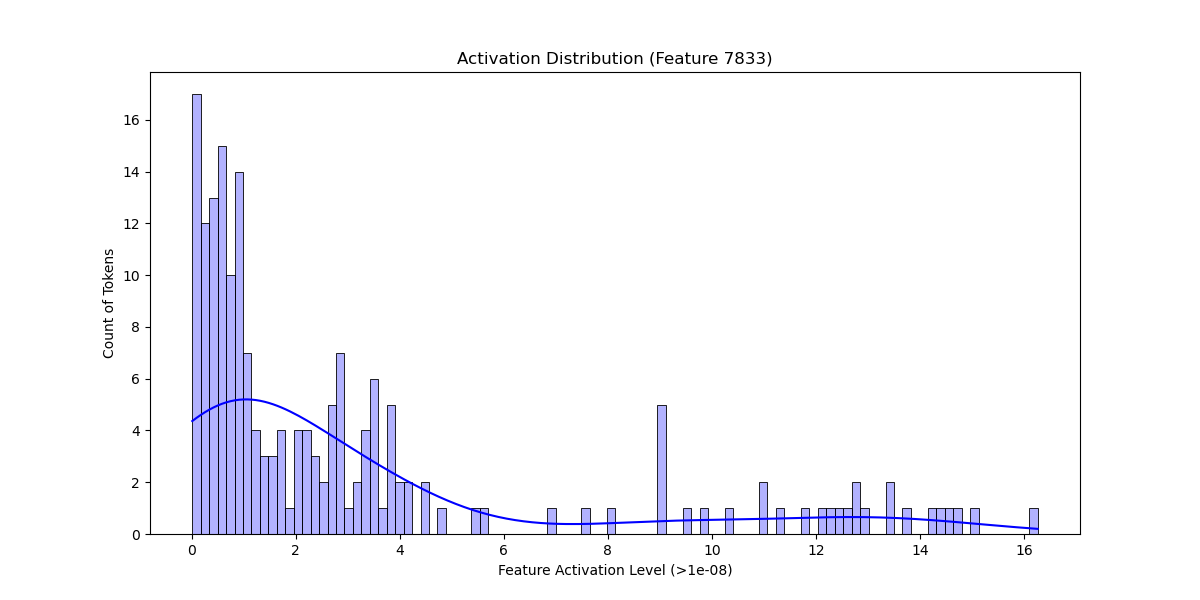 Activation Distribution (Feature 7833)
Count of Tokens
16
14
12
10
8
6
4
2
0
0 2 4 6 8 10 12 14 16
Feature Activation Level (>1e-08)